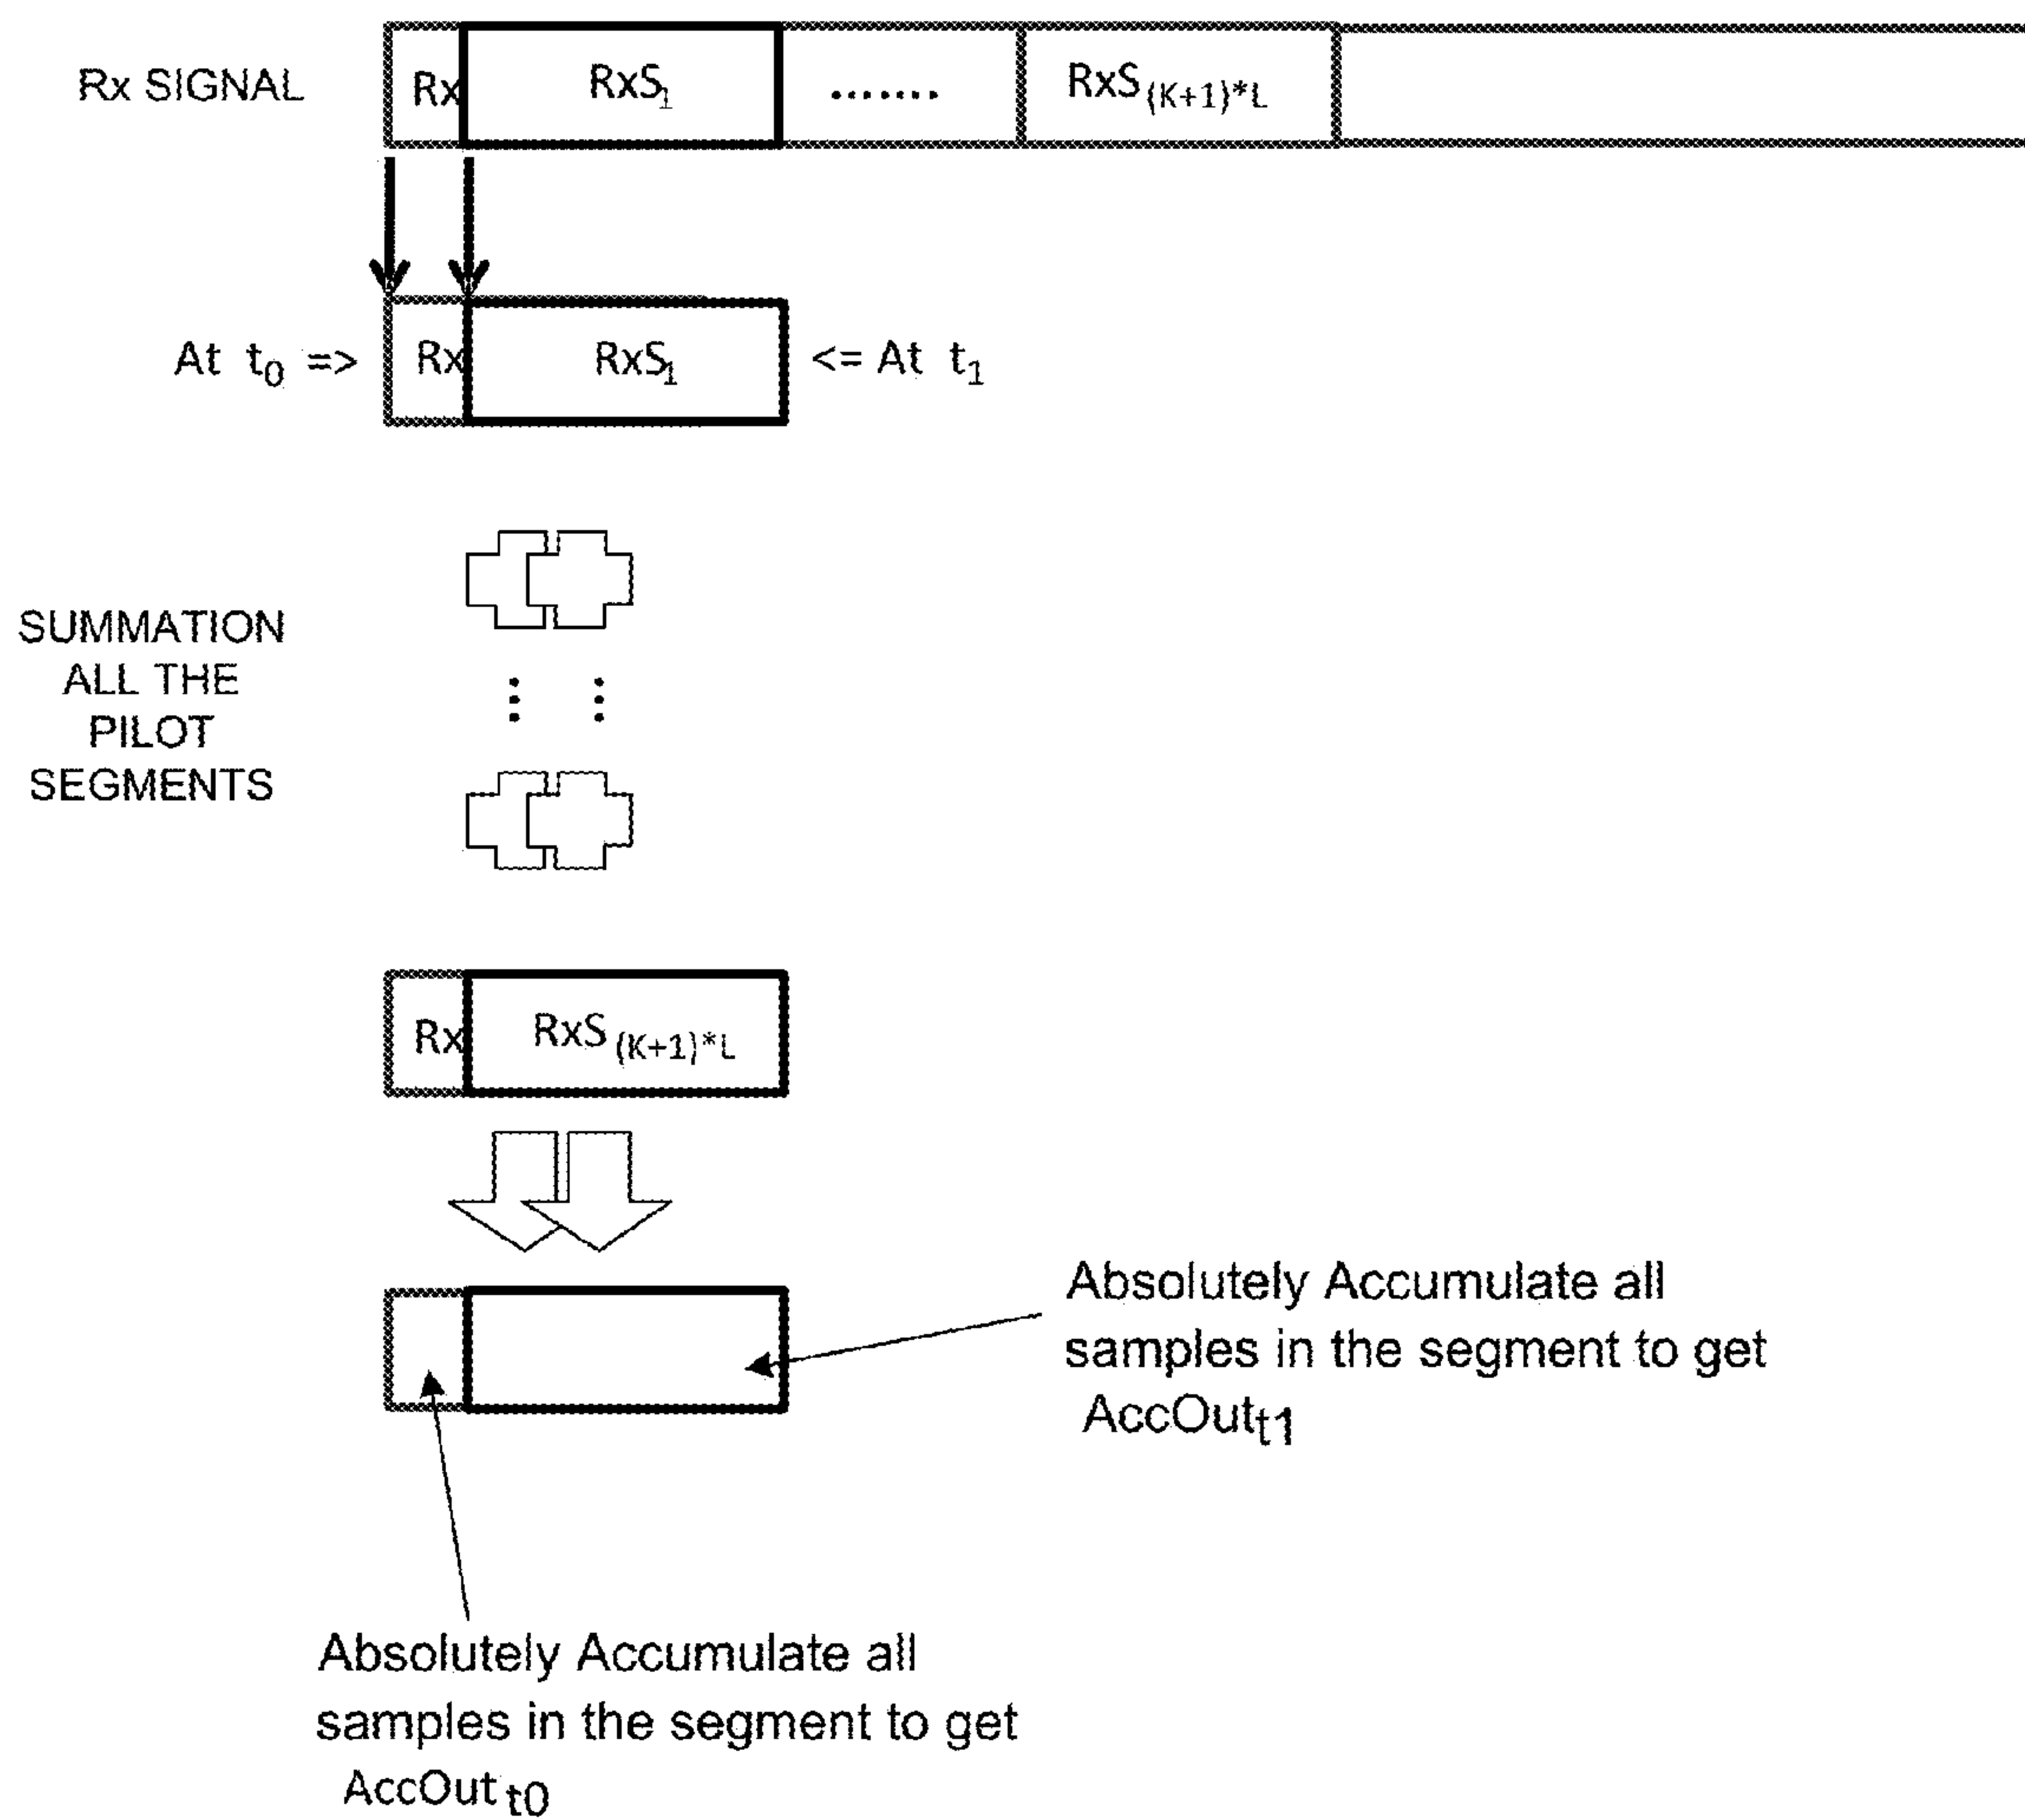 Rx SIGNAL Rx RxS1 ....... RxS(K+1)*L
At t0 => Rx RxS1 <= At t1
SUMMATION
ALL THE
PILOT
SEGMENTS
Rx RxS(K+1)*L
Absolutely Accumulate all
samples in the segment to get
AccOutt1
Absolutely Accumulate all
samples in the segment to get
AccOutt0